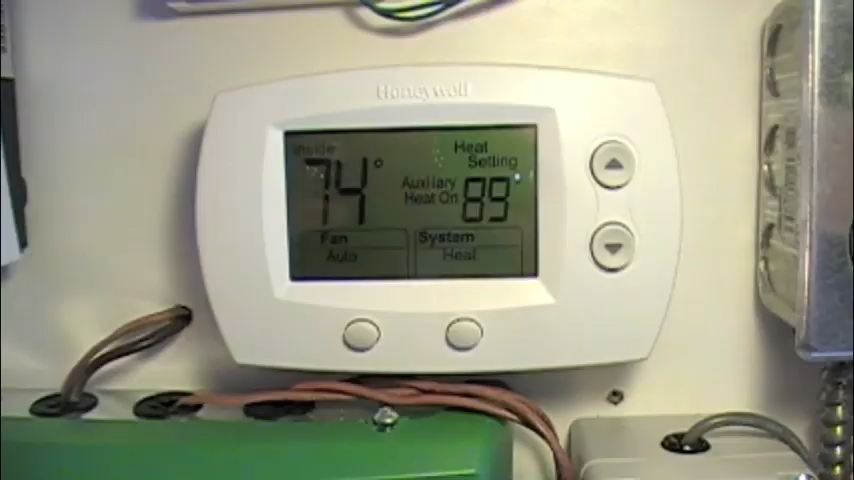 Honeywell
Inside
74°
Heat
Setting
Auxiliary
Heat On
89°
Fan
Auto
System
Heat